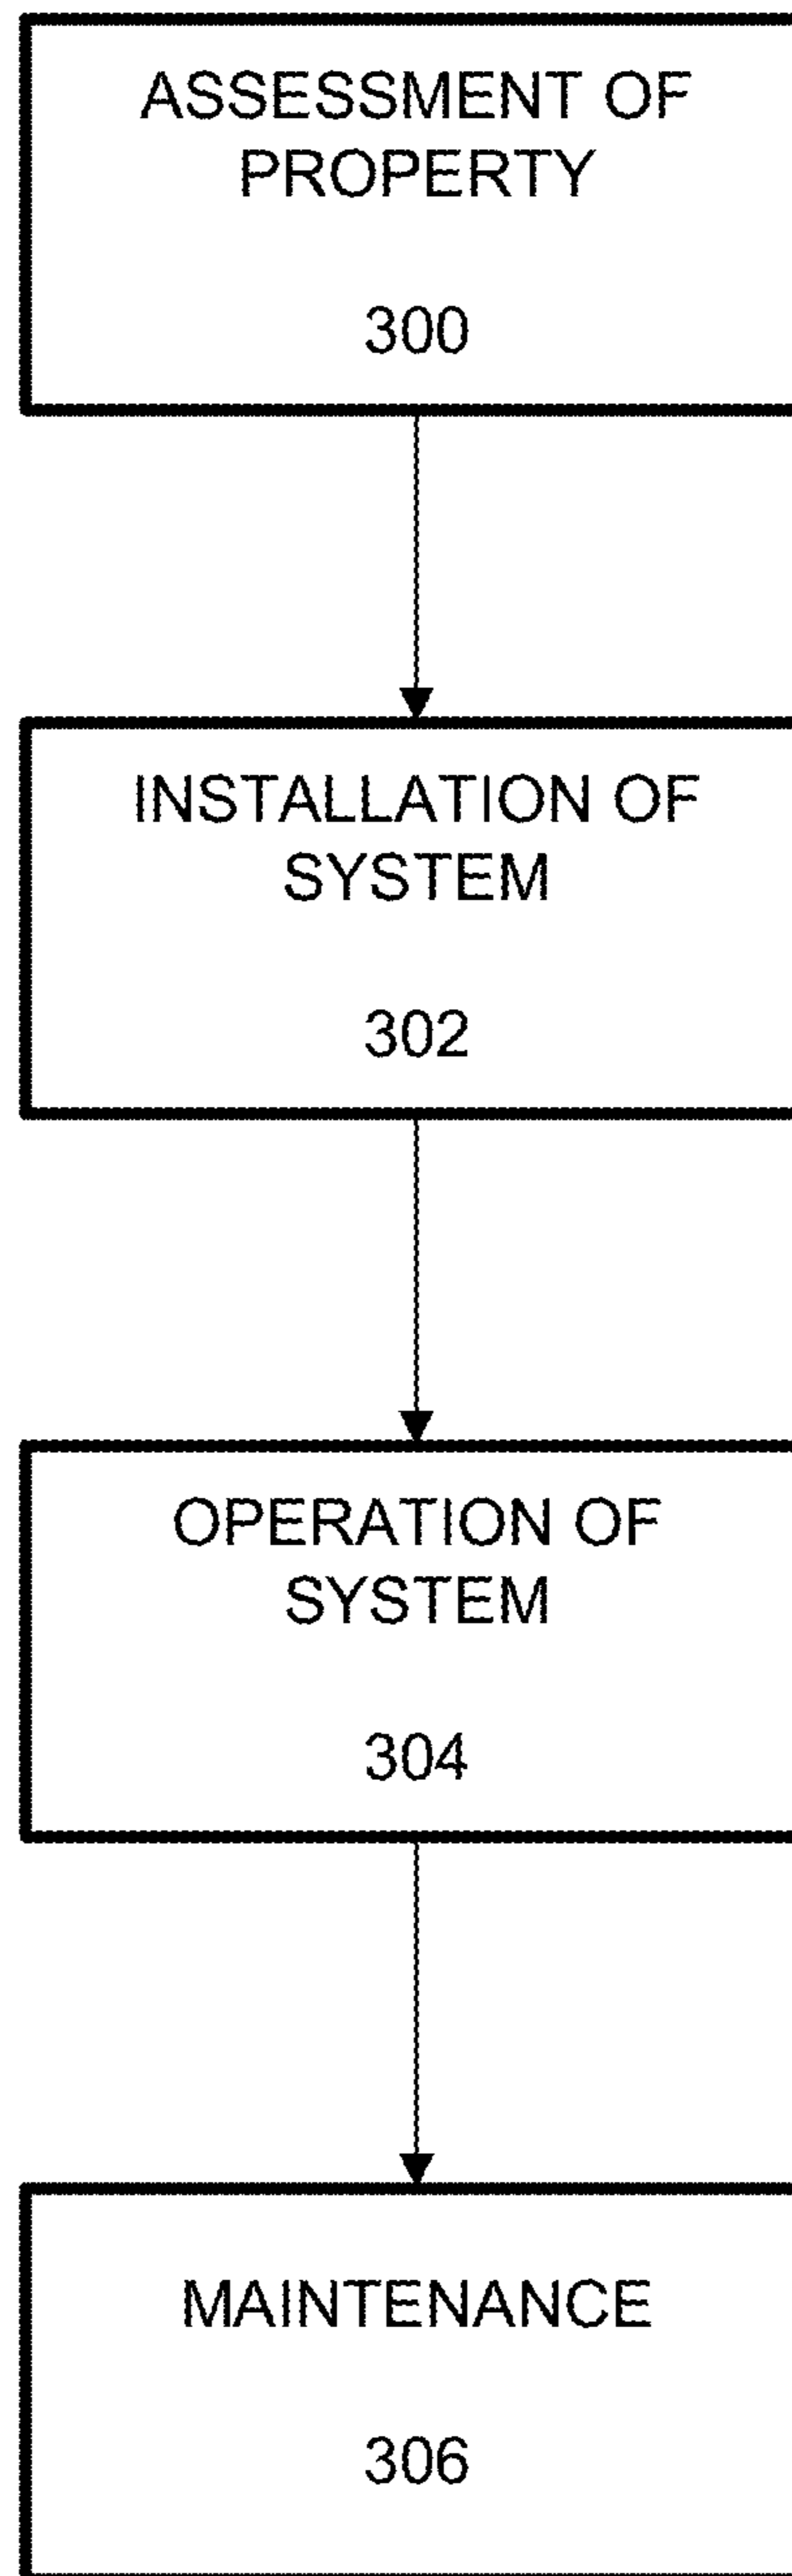 ASSESSMENT OF
PROPERTY
300
INSTALLATION OF
SYSTEM
302
OPERATION OF
SYSTEM
304
MAINTENANCE
306